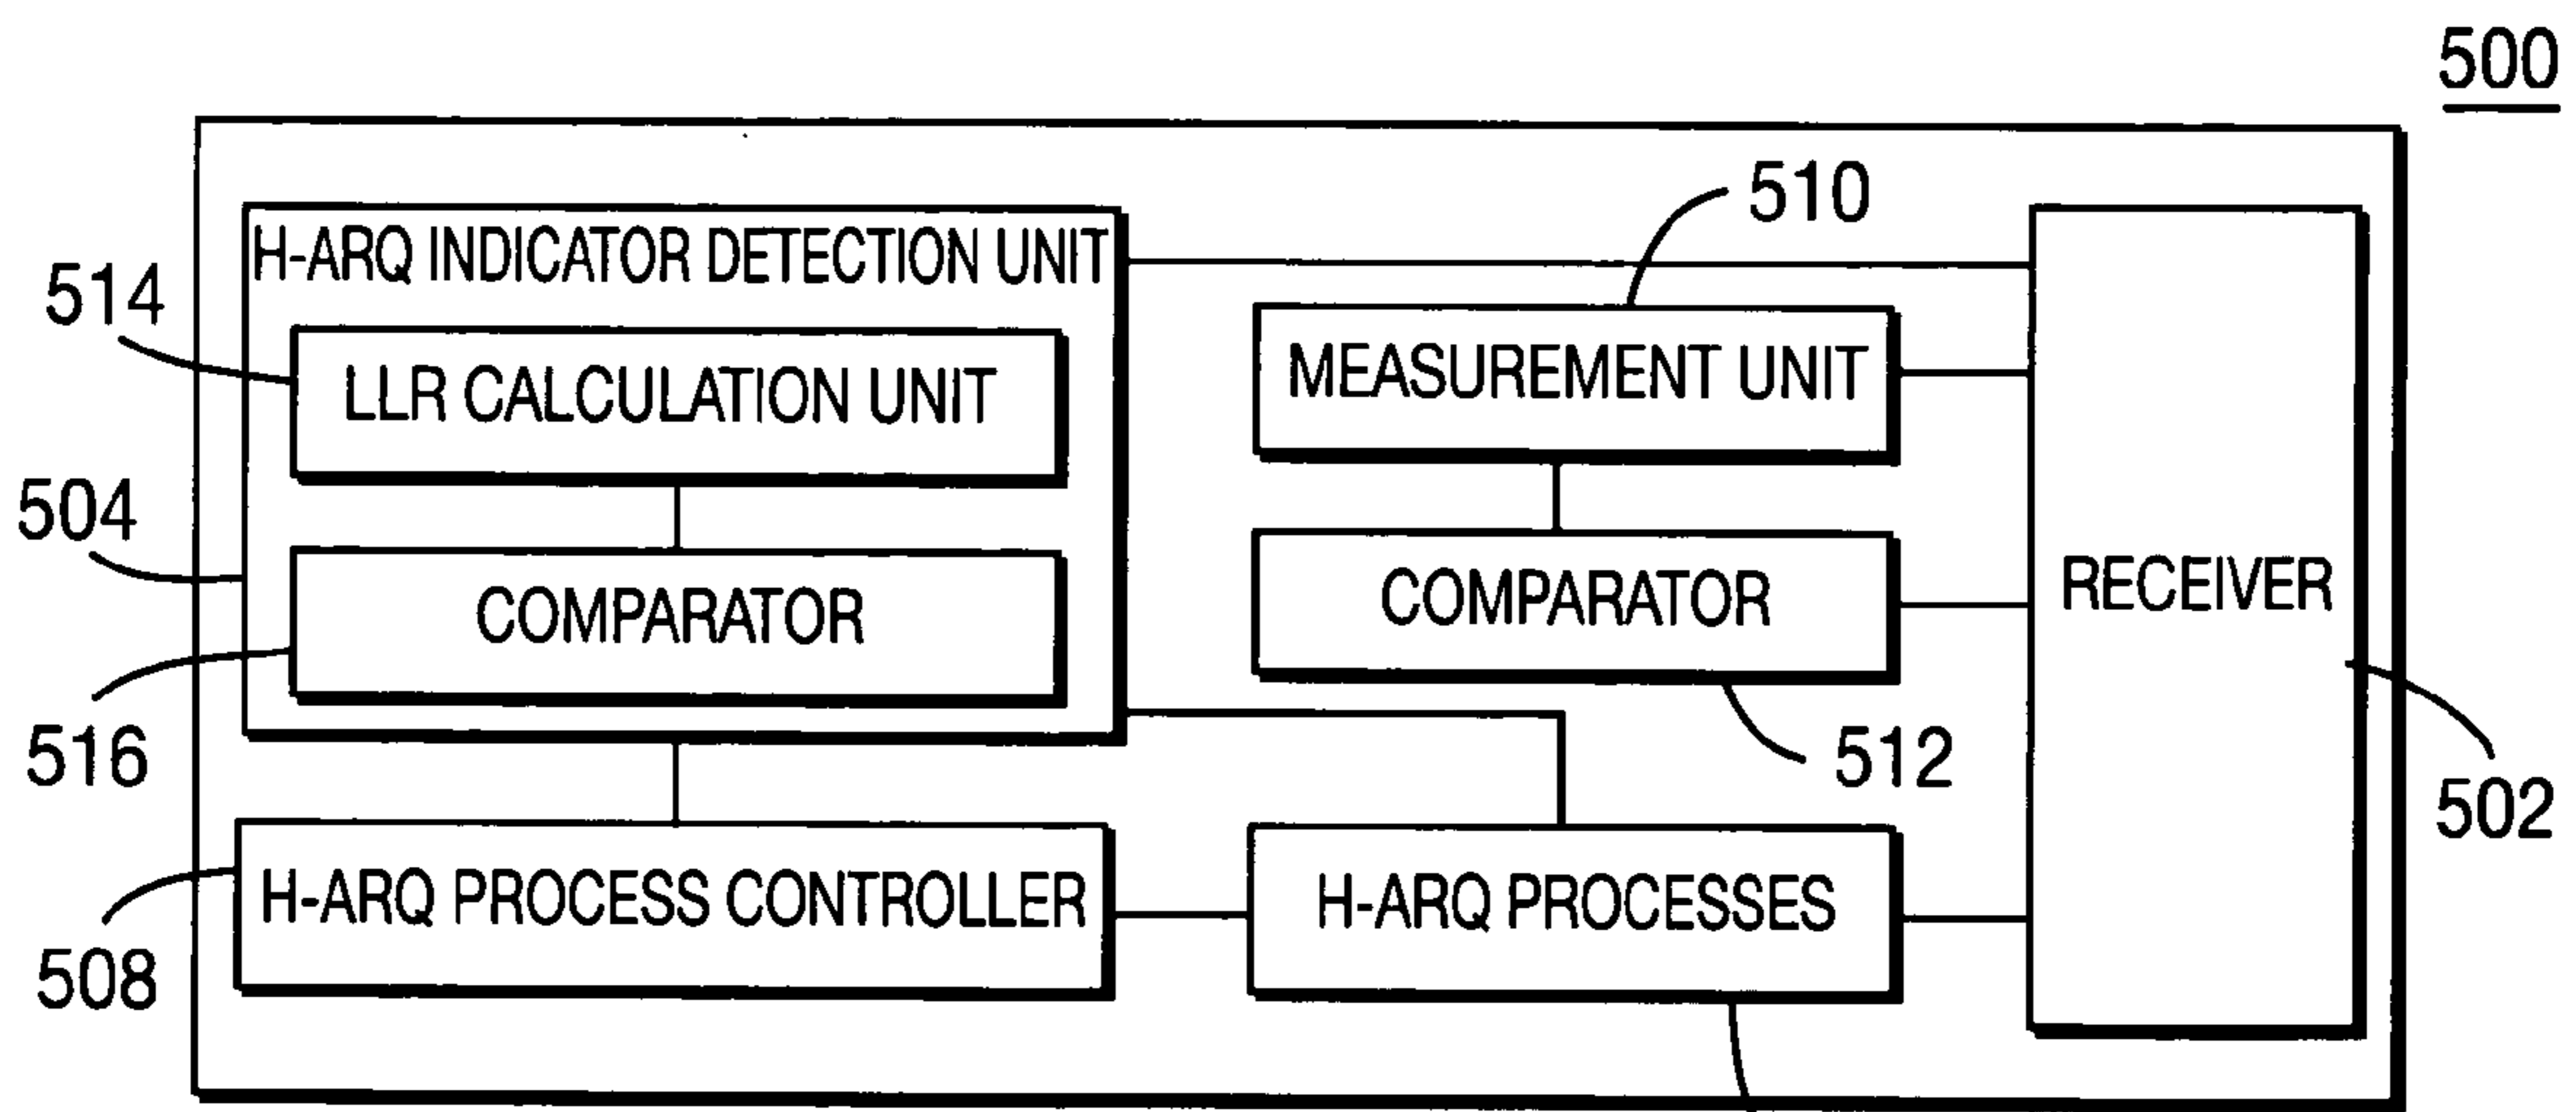 500
510
H-ARQ INDICATOR DETECTION UNIT
514
LLR CALCULATION UNIT
MEASUREMENT UNIT
504
COMPARATOR
COMPARATOR
RECEIVER
516
512
502
508
H-ARQ PROCESS CONTROLLER
H-ARQ PROCESSES